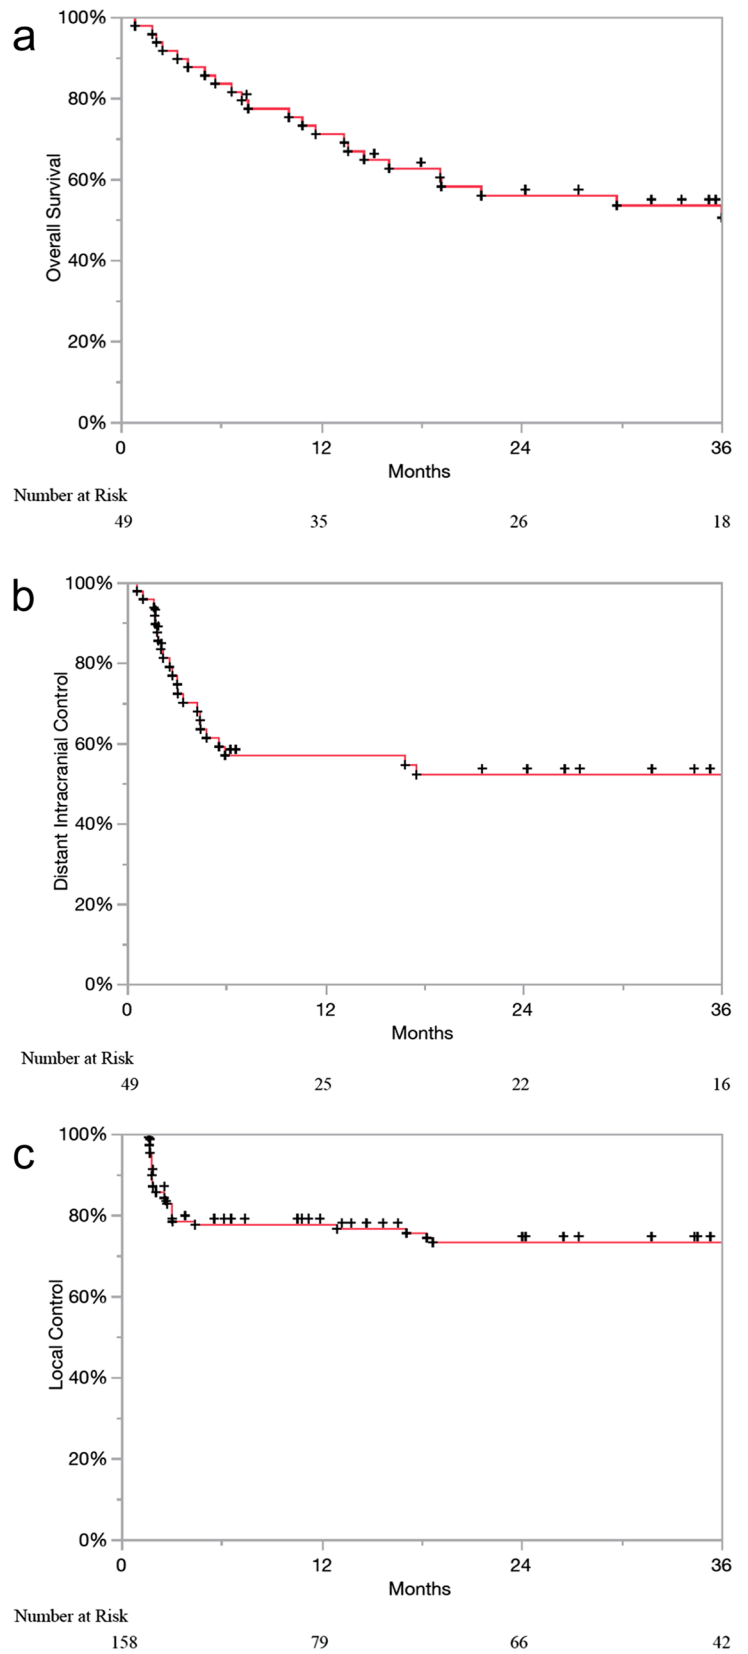 a
100%
80%
60%
40%
20%
0%
Overall Survival
0 12 24 36
Months
Number at Risk
49 35 26 18
b
100%
80%
60%
40%
20%
0%
Distant Intracranial Control
0 12 24 36
Months
Number at Risk
49 25 22 16
c
100%
80%
60%
40%
20%
0%
Local Control
0 12 24 36
Months
Number at Risk
158 79 66 42